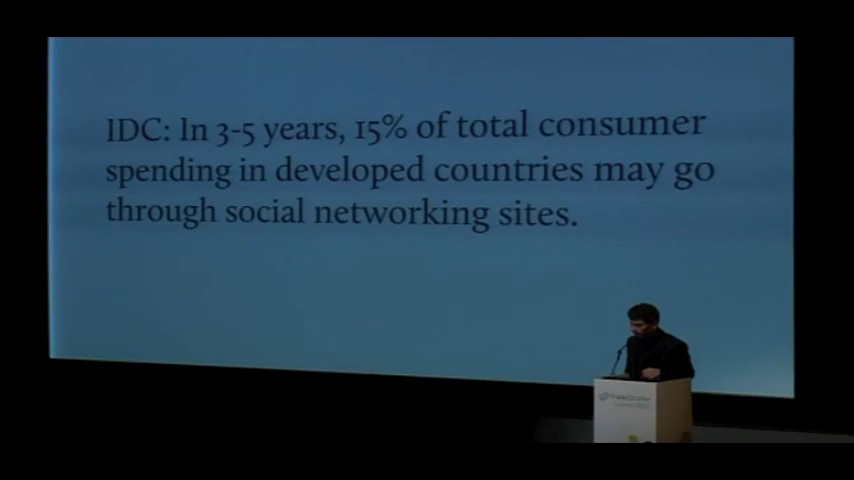 IDC: In 3-5 years, 15% of total consumer
spending in developed countries may go
through social networking sites.